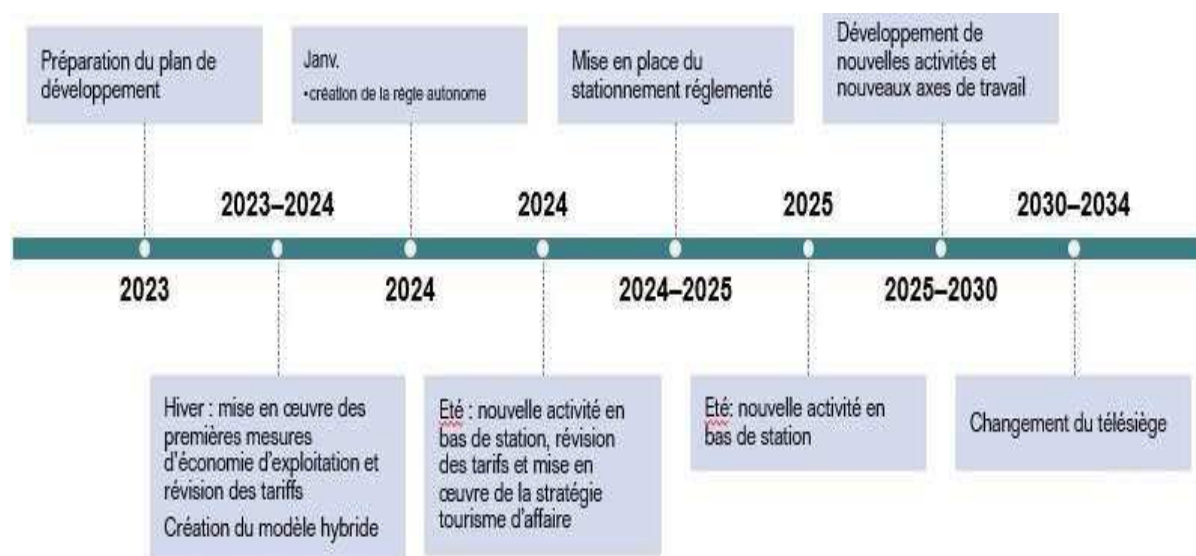 Préparation du plan de
développement
Janv.
•création de la règle autonome
Mise en place du
stationnement réglementé
Développement de
nouvelles activités et
nouveaux axes de travail
2023–2024
2024
2025
2030–2034
2023
2024
2024–2025
2025–2030
Hiver : mise en œuvre des
premières mesures
d'économie d'exploitation et
révision des tariffs
Création du modèle hybride
Eté : nouvelle activité en
bas de station, révision
des tarifs et mise en
œuvre de la stratégie
tourisme d'affaire
Eté: nouvelle activité en
bas de station
Changement du télésiège